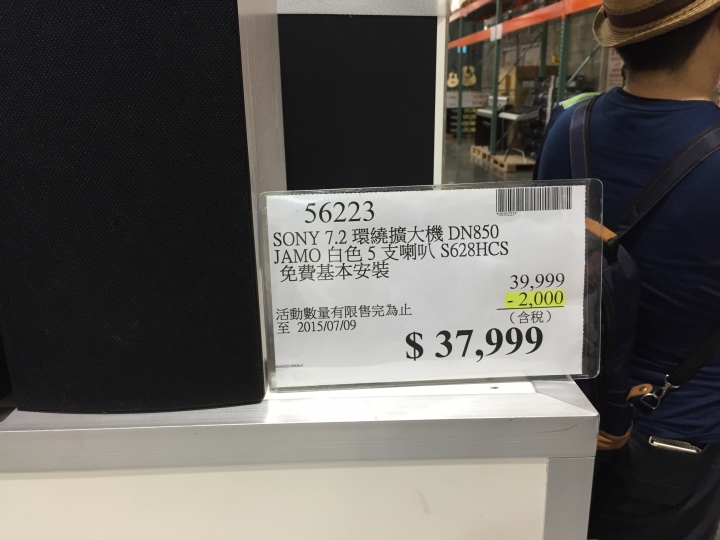 56223
SONY 7.2 環繞擴大機 DN850
JAMO 白色 5 支喇叭 S628HCS
免費基本安裝
39,999
- 2,000
(含稅)
活動數量有限售完為止
至 2015/07/09
$ 37,999